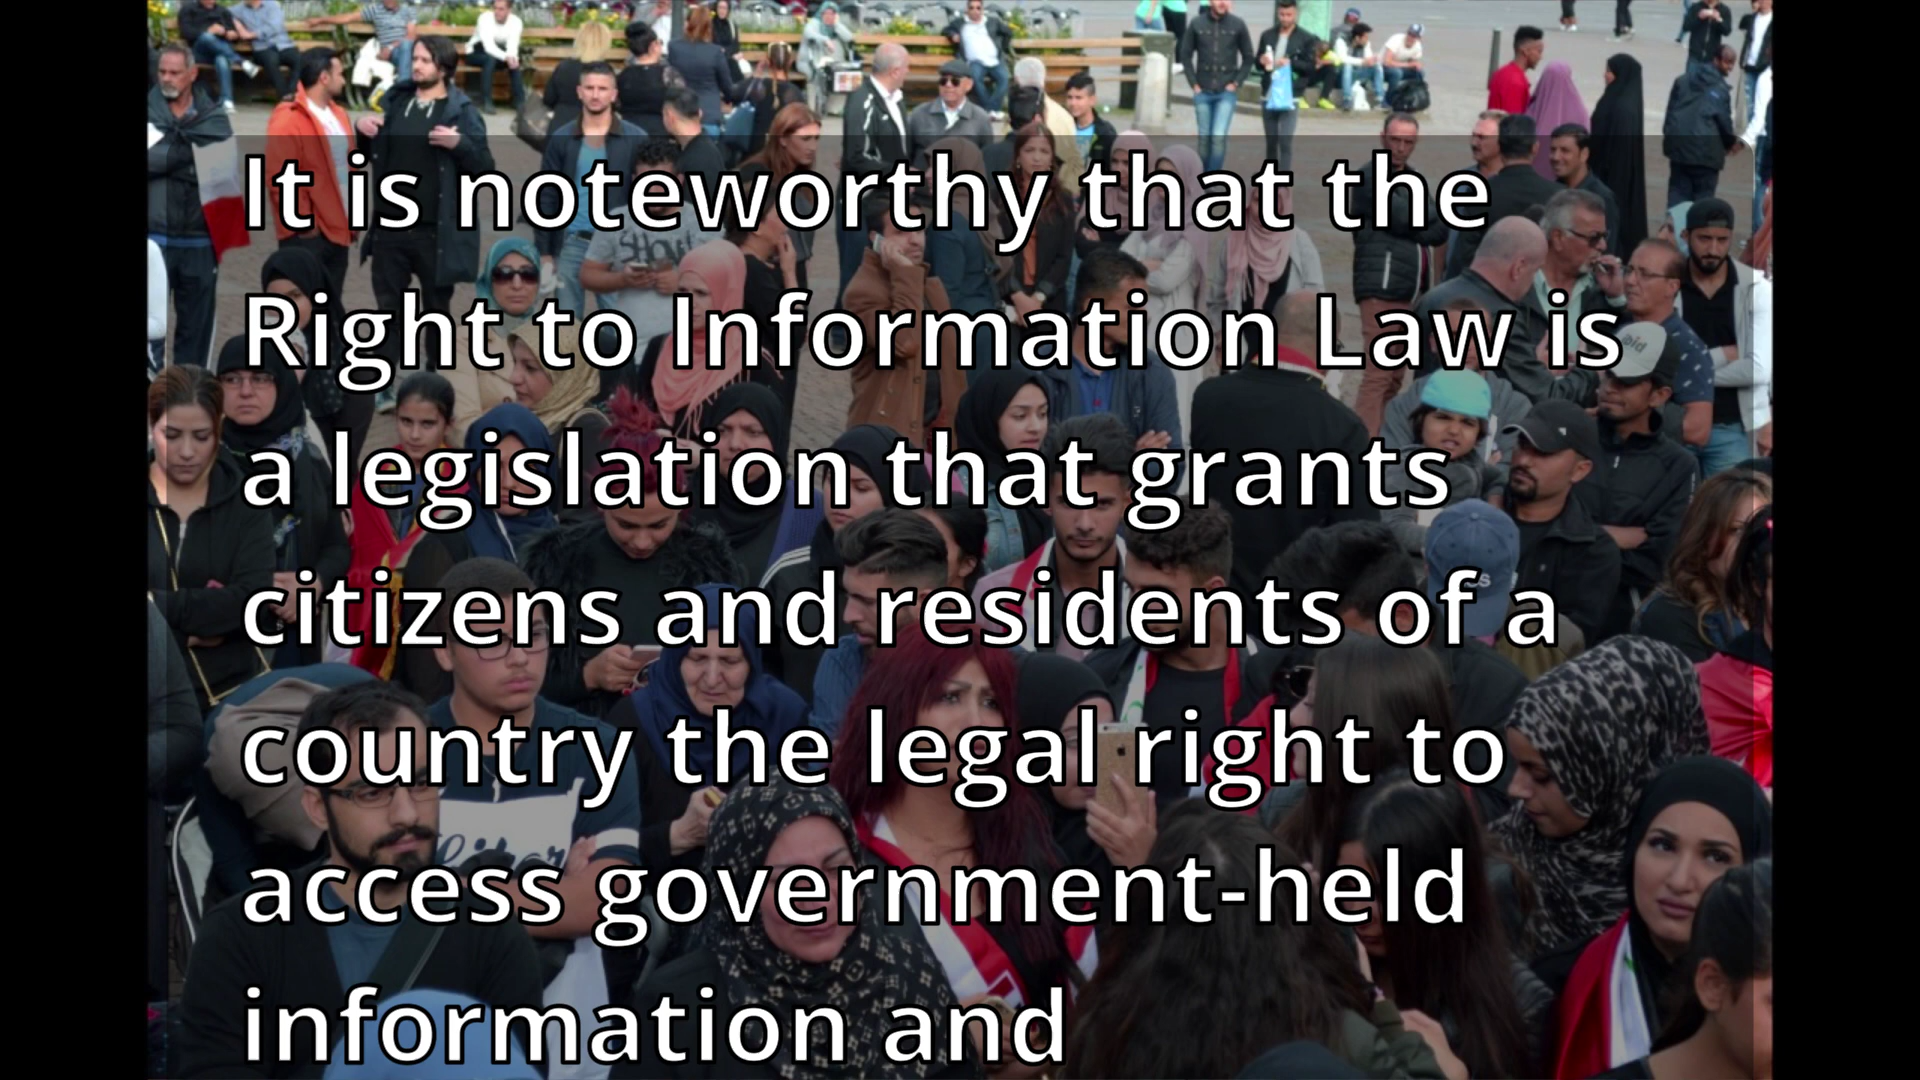 It is noteworthy that the
Right to Information Law is
a legislation that grants
citizens and residents of a
country the legal right to
access government-held
information and